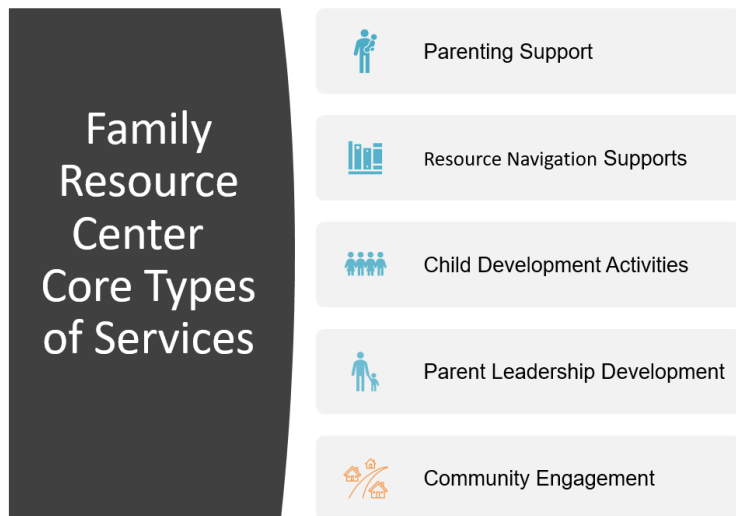 Family
Resource
Center
Core Types
of Services
Parenting Support
Resource Navigation Supports
Child Development Activities
Parent Leadership Development
Community Engagement